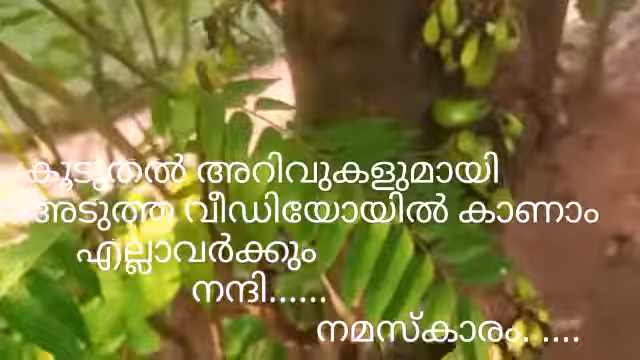 കൂടുതൽ അറിവുകളുമായി
അടുത്ത വീഡിയോയിൽ കാണാം
എല്ലാവർക്കും
നന്ദി......
നമസ്കാരം. ....